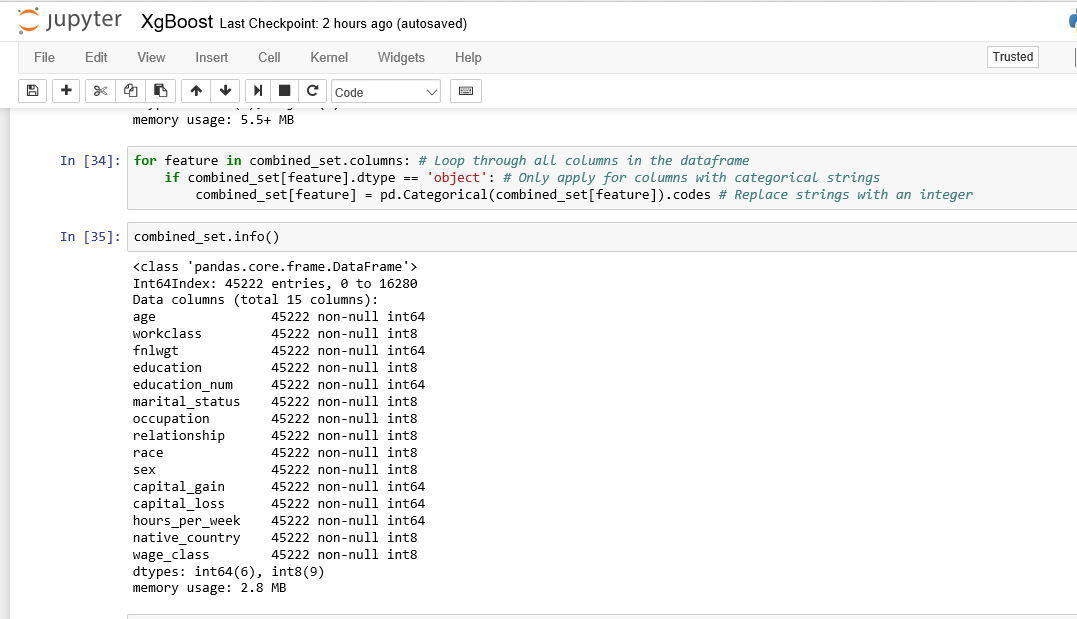 jupyter XgBoost Last Checkpoint: 2 hours ago (autosaved)
File Edit View Insert Cell Kernel Widgets Help Trusted
Code
memory usage: 5.5+ MB
In [34]: for feature in combined_set.columns: # Loop through all columns in the dataframe
if combined_set[feature].dtype == 'object': # Only apply for columns with categorical strings
combined_set[feature] = pd.Categorical(combined_set[feature]).codes # Replace strings with an integer
In [35]: combined_set.info()
<class 'pandas.core.frame.DataFrame'>
Int64Index: 45222 entries, 0 to 16280
Data columns (total 15 columns):
age 45222 non-null int64
workclass 45222 non-null int8
fnlwgt 45222 non-null int64
education 45222 non-null int8
education_num 45222 non-null int64
marital_status 45222 non-null int8
occupation 45222 non-null int8
relationship 45222 non-null int8
race 45222 non-null int8
sex 45222 non-null int8
capital_gain 45222 non-null int64
capital_loss 45222 non-null int64
hours_per_week 45222 non-null int64
native_country 45222 non-null int8
wage_class 45222 non-null int8
dtypes: int64(6), int8(9)
memory usage: 2.8 MB